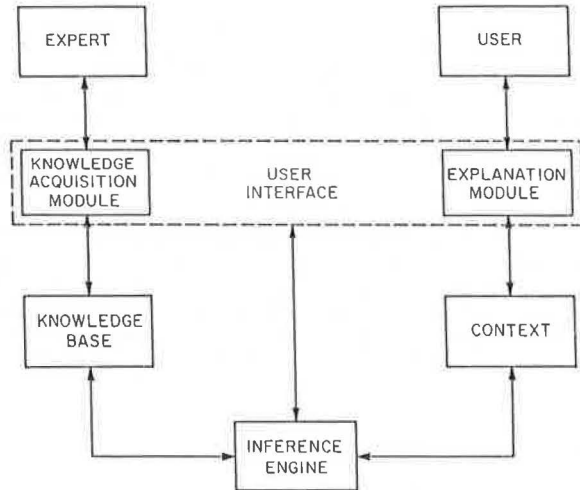 EXPERT
USER
KNOWLEDGE
ACQUISITION
MODULE
USER
INTERFACE
EXPLANATION
MODULE
KNOWLEDGE
BASE
CONTEXT
INFERENCE
ENGINE